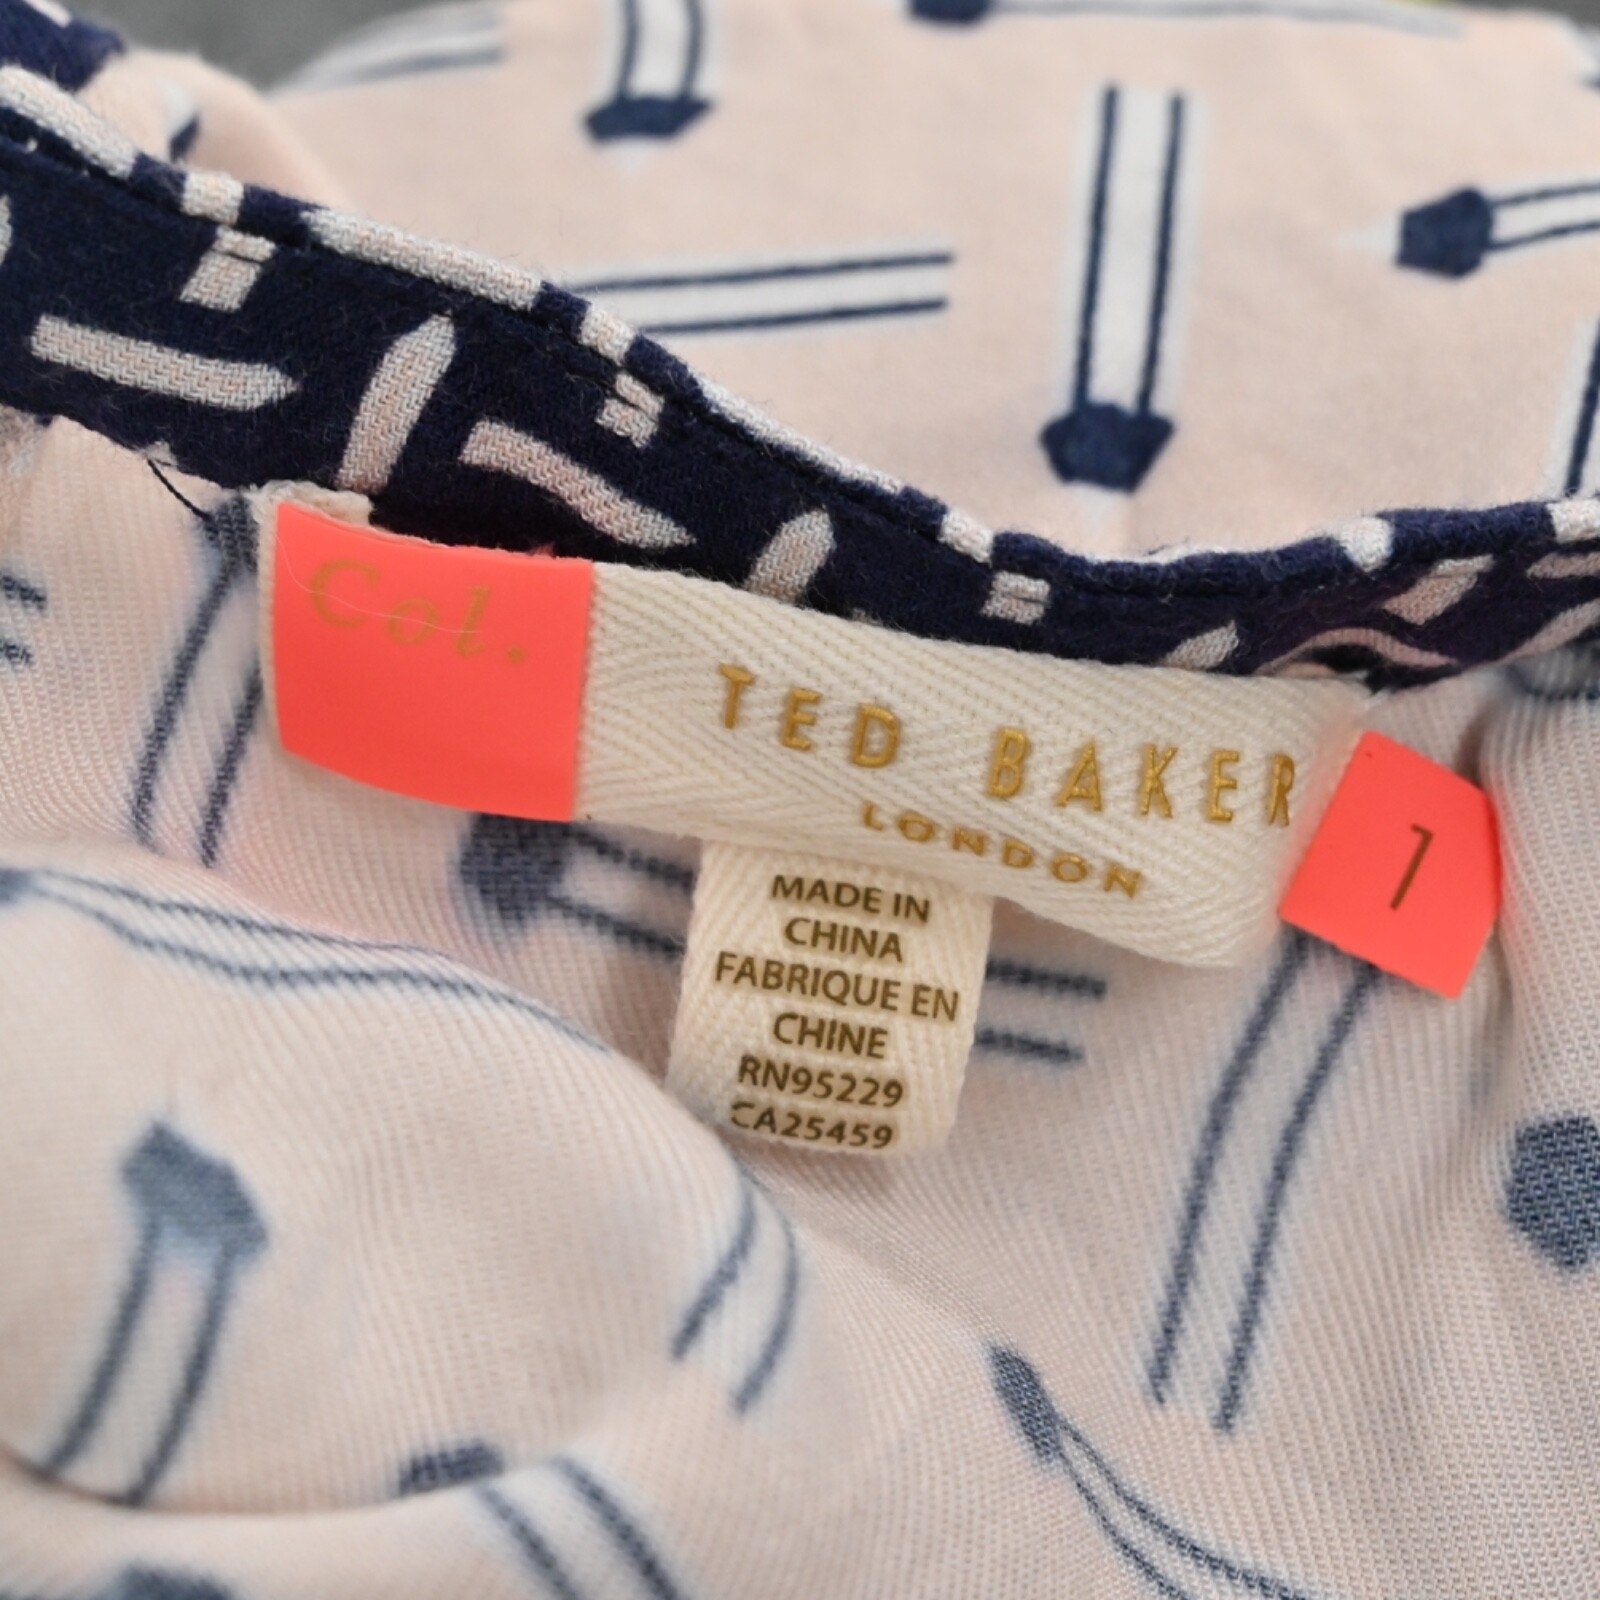 Col.
TED BAKER
LONDON
1
MADE IN
CHINA
FABRIQUE EN
CHINE
RN95229
CA25459